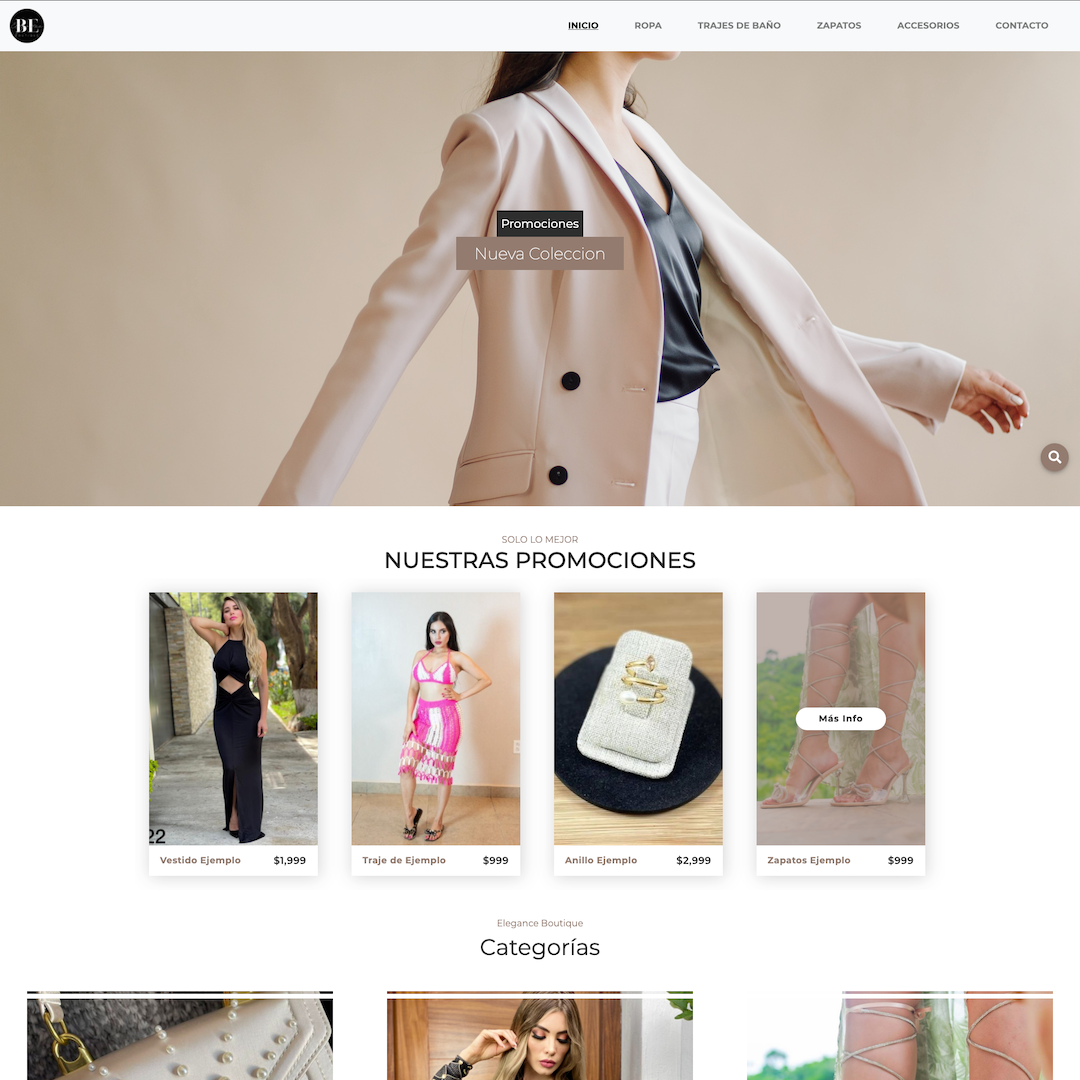 BE
INICIO ROPA TRAJES DE BAÑO ZAPATOS ACCESORIOS CONTACTO
Promociones
Nueva Coleccion
SOLO LO MEJOR
NUESTRAS PROMOCIONES
22
Más Info
Vestido Ejemplo $1,999
Traje de Ejemplo $999
Anillo Ejemplo $2,999
Zapatos Ejemplo $999
Elegance Boutique
Categorías